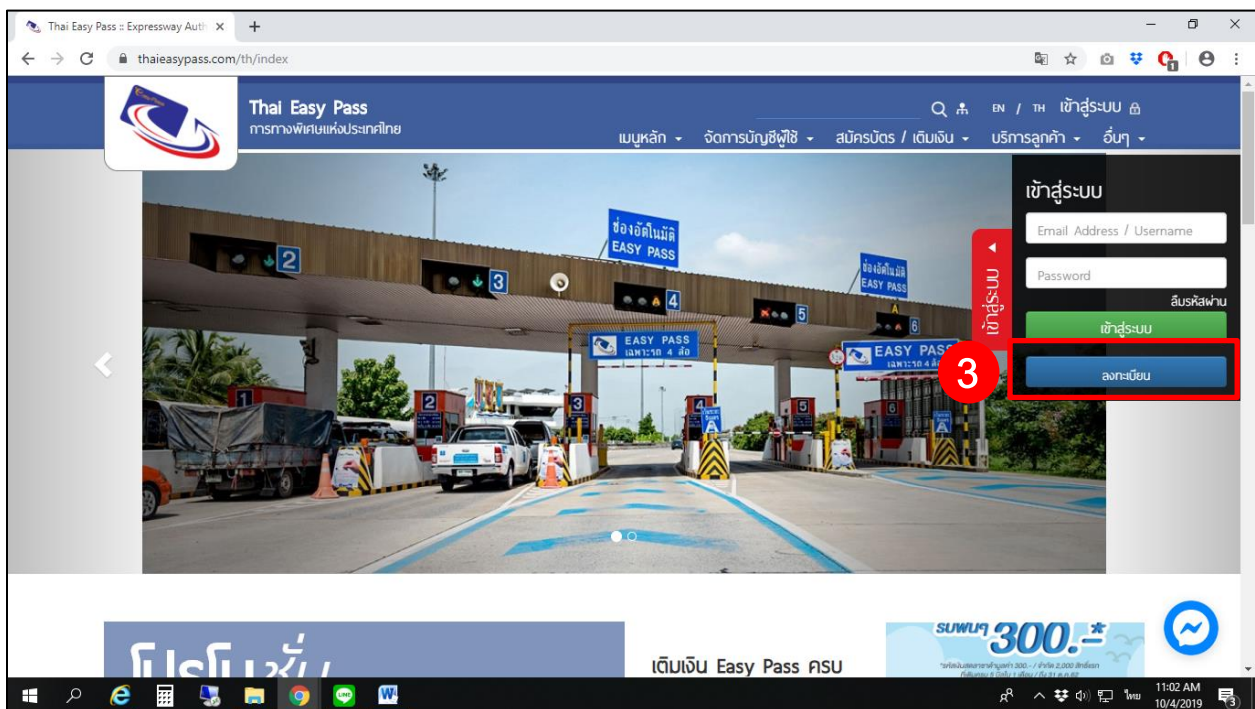 Thai Easy Pass :: Expressway Auth
thaieasypass.com/th/index
Thai Easy Pass
การทางพิเศษแห่งประเทศไทย
EN / TH เข้าสู่ระบบ
เมนูหลัก จัดการบัญชีผู้ใช้ สมัครบัตร / เติมเงิน บริการลูกค้า อื่นๆ
เข้าสู่ระบบ
Email Address / Username
Password
ลืมรหัสผ่าน
เข้าสู่ระบบ
ลงทะเบียน
เข้าสู่ระบบ
3
ช่องอัตโนมัติ
EASY PASS
ช่องอัตโนมัติ
EASY PASS
2
3
4
5
6
EASY PASS
เฉพาะรถ 4 ล้อ
EASY PASS
เฉพาะรถ 4 ล้อ
1
2
3
4
5
6
โปรโมชั่น
เติมเงิน Easy Pass ครบ
รับฟรีๆ 300.-*
11:02 AM
ไทย
10/4/2019
3